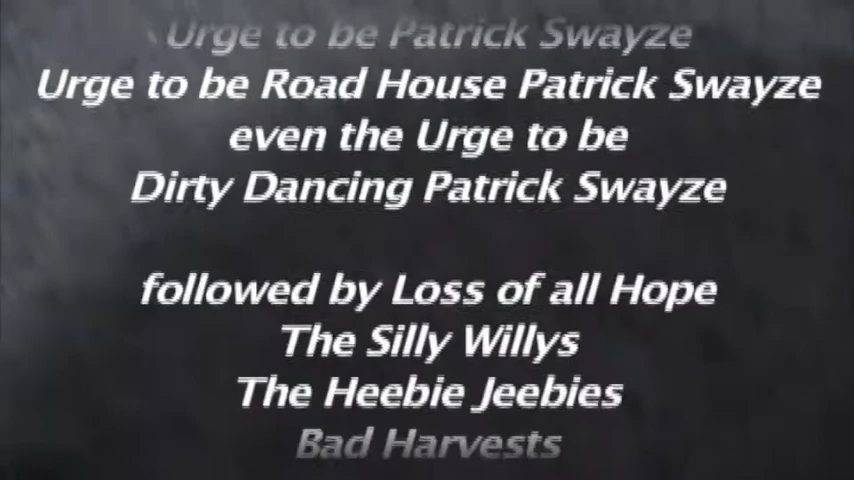 Urge to be Patrick Swayze
Urge to be Road House Patrick Swayze
even the Urge to be
Dirty Dancing Patrick Swayze
followed by Loss of all Hope
The Silly Willys
The Heebie Jeebies
Bad Harvests